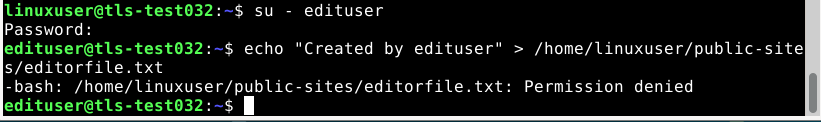 linuxuser@tls-test032:~$ su - edituser
Password:
edituser@tls-test032:~$ echo "Created by edituser" > /home/linuxuser/public-site
s/editorfile.txt
-bash: /home/linuxuser/public-sites/editorfile.txt: Permission denied
edituser@tls-test032:~$